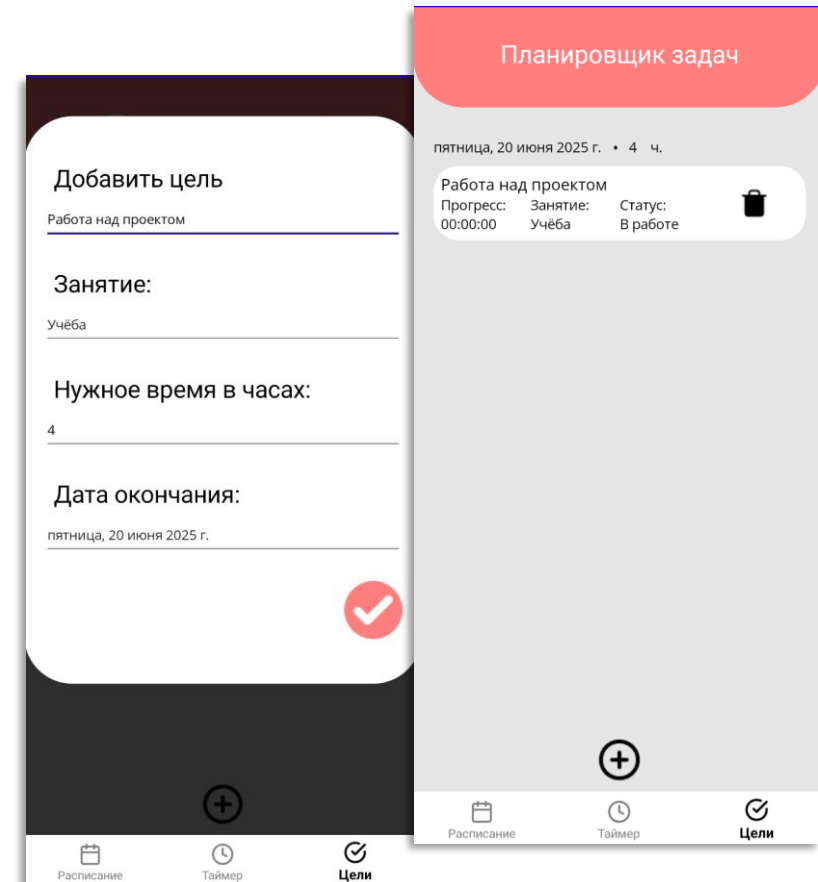 Добавить цель
Работа над проектом
Занятие:
Учёба
Нужное время в часах:
4
Дата окончания:
пятница, 20 июня 2025 г.
Расписание
Таймер
Цели
Планировщик задач
пятница, 20 июня 2025 г. • 4 ч.
Работа над проектом
Прогресс: Занятие: Статус:
00:00:00 Учёба В работе
Расписание
Таймер
Цели